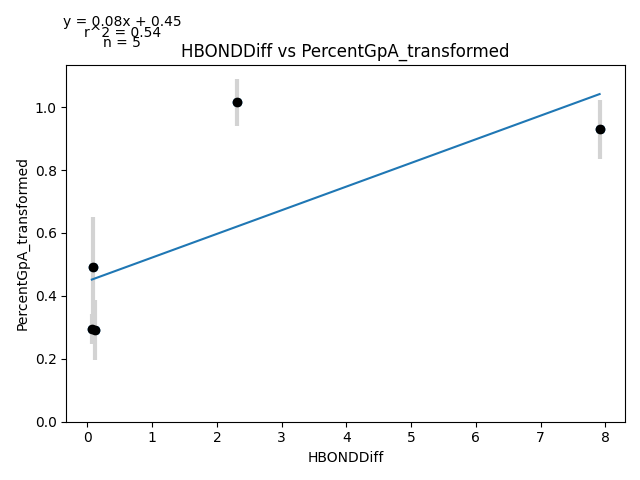 y = 0.08x + 0.45
r^2 = 0.54
n = 5
HBONDDiff vs PercentGpA_transformed
1.0
0.8
0.6
0.4
0.2
0.0
PercentGpA_transformed
0 1 2 3 4 5 6 7 8
HBONDDiff